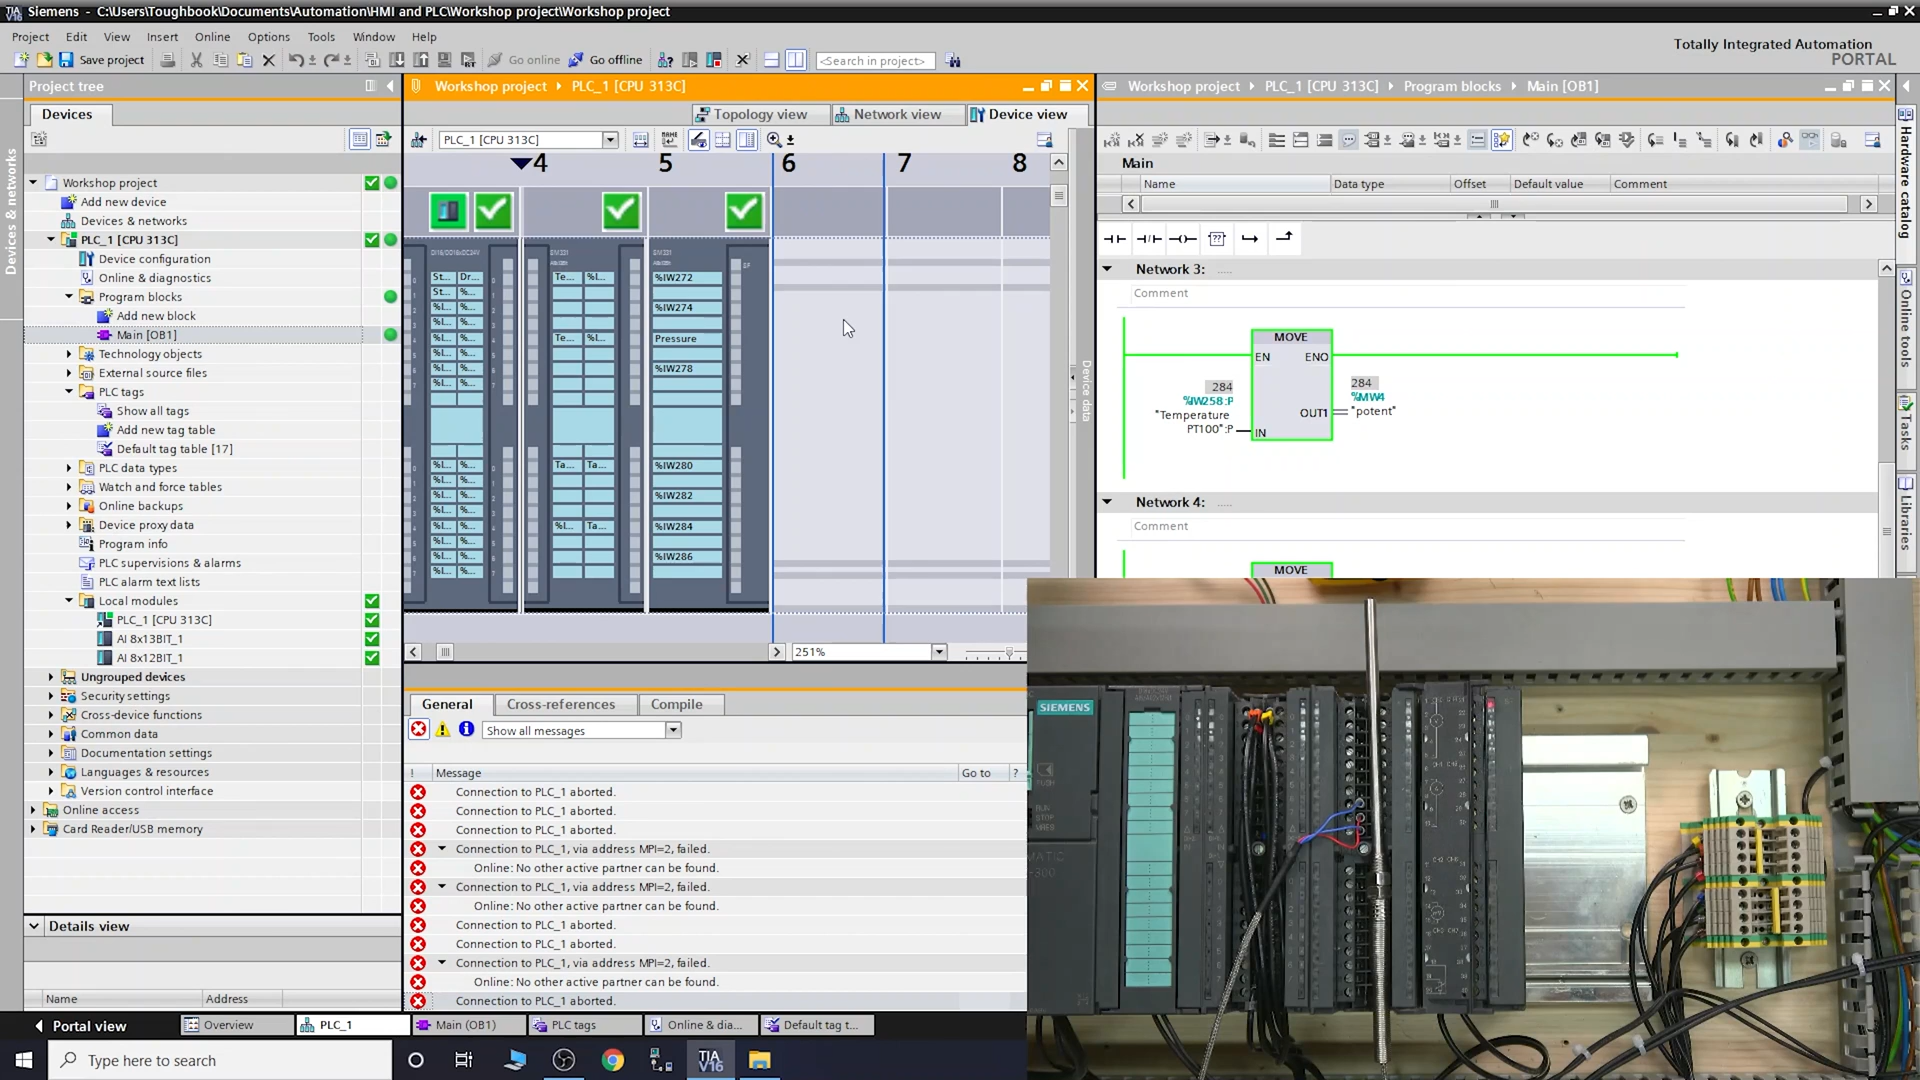 Siemens - C:\Users\Toughbook\Documents\Automation\HMI and PLC\Workshop project\Workshop project
Project Edit View Insert Online Options Tools Window Help
Totally Integrated Automation
PORTAL
Save project
Go online
Go offline
<Search in project>
Project tree
Devices
Devices & networks
Workshop project
Add new device
Devices & networks
PLC_1 [CPU 313C]
Device configuration
Online & diagnostics
Program blocks
Add new block
Main [OB1]
Technology objects
External source files
PLC tags
Show all tags
Add new tag table
Default tag table [17]
PLC data types
Watch and force tables
Online backups
Device proxy data
Program info
PLC supervisions & alarms
PLC alarm text lists
Local modules
PLC_1 [CPU 313C]
AI 8x13BIT_1
AI 8x12BIT_1
Ungrouped devices
Security settings
Cross-device functions
Common data
Documentation settings
Languages & resources
Version control interface
Online access
Card Reader/USB memory
Details view
Name Address
Workshop project PLC_1 [CPU 313C]
Topology view Network view Device view
PLC_1 [CPU 313C]
4 5 6 7 8
St... Dr...
St... %...
%I... %...
%I... %...
%I... %...
%I... %...
%I... %...
%I... %...
Te... %I...
Te... %I...
%IW272
%IW274
Pressure
%IW278
%I... %...
%I... %...
%I... %...
%I... %...
%I... %...
%I... %...
%I... %...
%I... %...
Ta... Ta...
%I... Ta...
%IW280
%IW282
%IW284
%IW286
Device data
251%
General Cross-references Compile
Show all messages
! Message Go to ?
Connection to PLC_1 aborted.
Connection to PLC_1 aborted.
Connection to PLC_1 aborted.
Connection to PLC_1, via address MPI=2, failed.
Online: No other active partner can be found.
Connection to PLC_1, via address MPI=2, failed.
Online: No other active partner can be found.
Connection to PLC_1 aborted.
Connection to PLC_1 aborted.
Connection to PLC_1, via address MPI=2, failed.
Online: No other active partner can be found.
Connection to PLC_1 aborted.
Workshop project PLC_1 [CPU 313C] Program blocks Main [OB1]
Main
Name Data type Offset Default value Comment
Network 3: .....
Comment
MOVE
EN ENO
284
%IW258:P
"Temperature
PT100":P
IN
284
%MW4
OUT1 "potent"
Network 4: .....
Comment
MOVE
Hardware catalog
Online tools
Tasks
Libraries
SIEMENS
Portal view
Overview
PLC_1
Main (OB1)
PLC tags
Online & dia...
Default tag t...
Type here to search
TIA V16